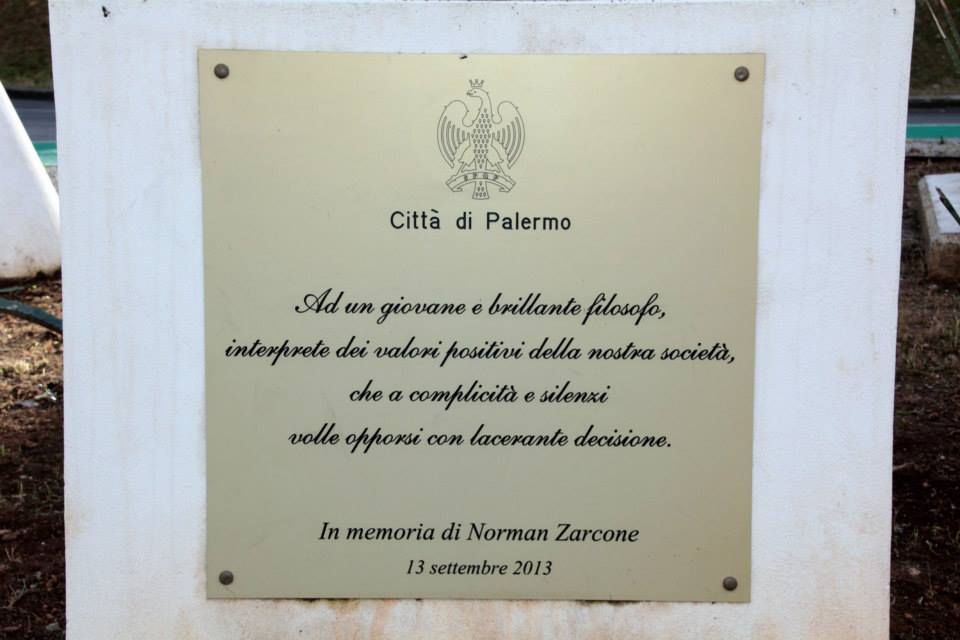 S P Q P
Città di Palermo
Ad un giovane e brillante filosofo,
interprete dei valori positivi della nostra società,
che a complicità e silenzi
volle opporsi con lacerante decisione.
In memoria di Norman Zarcone
13 settembre 2013